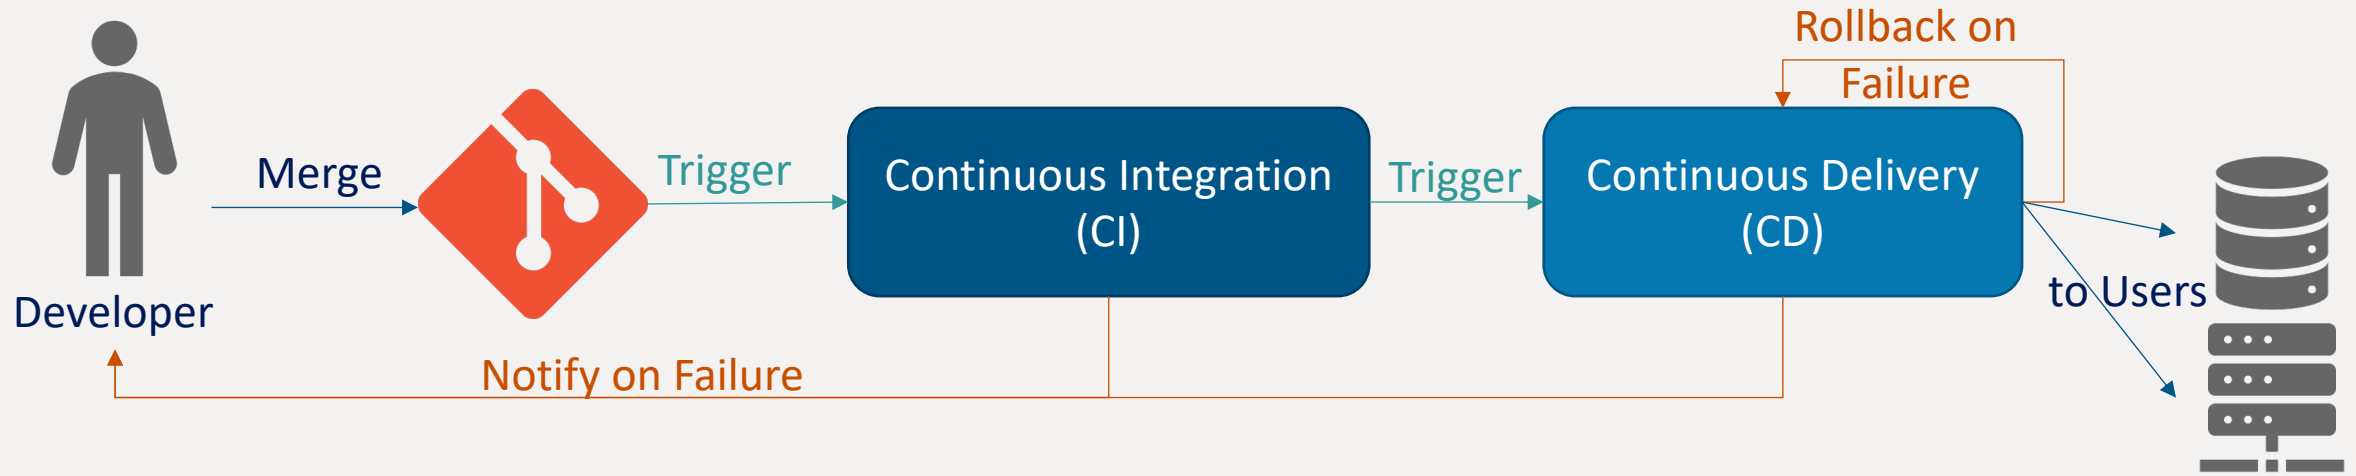 Rollback on
Failure
Merge
Trigger
Continuous Integration
(CI)
Trigger
Continuous Delivery
(CD)
to Users
Developer
Notify on Failure